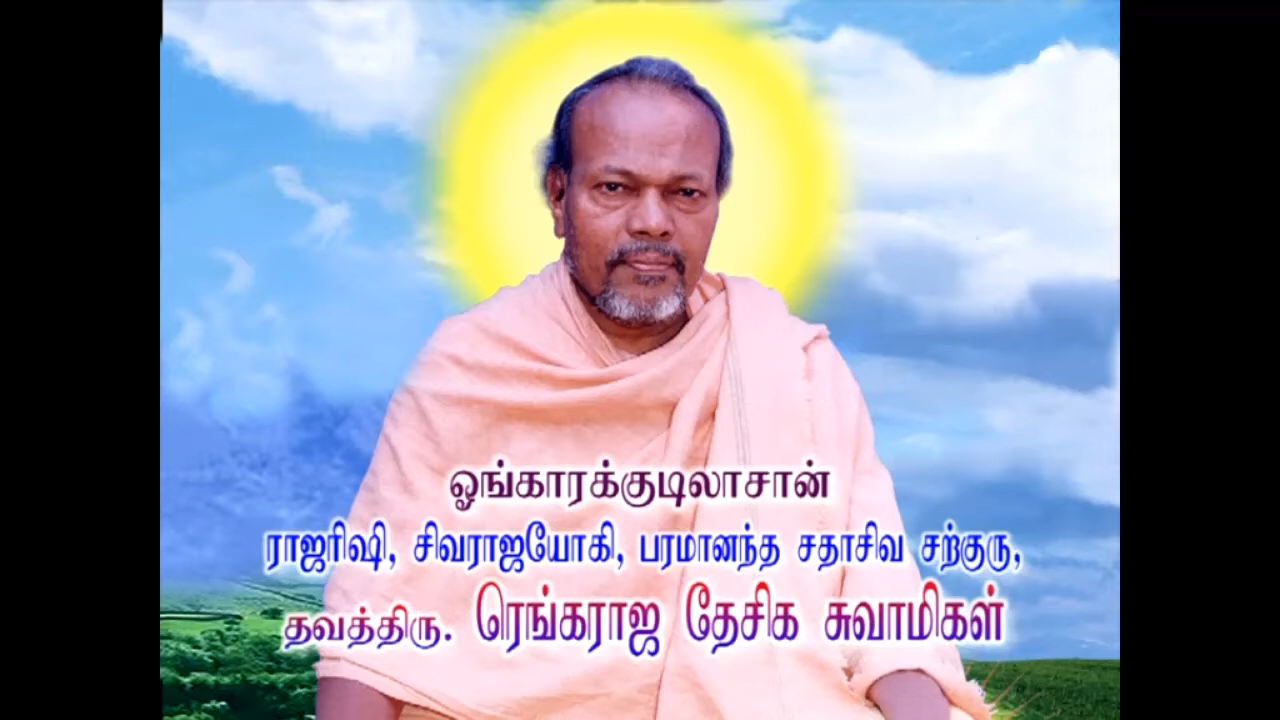 ஓங்காரக்குடிலாசான்
ராஜரிஷி, சிவராஜயோகி, பரமானந்த சதாசிவ சற்குரு,
தவத்திரு. ரெங்கராஜ தேசிக சுவாமிகள்